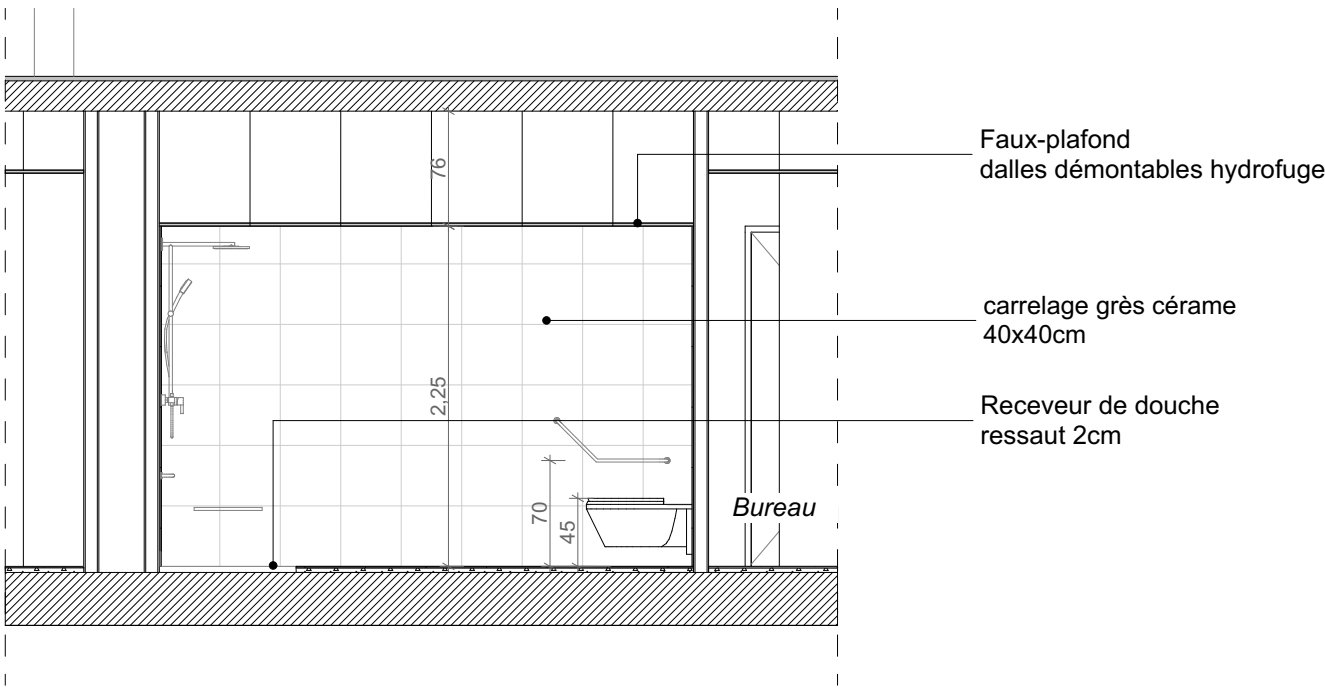 Faux-plafond
dalles démontables hydrofuge
76
carrelage grès cérame
40x40cm
2,25
Receveur de douche
ressaut 2cm
70
45
Bureau